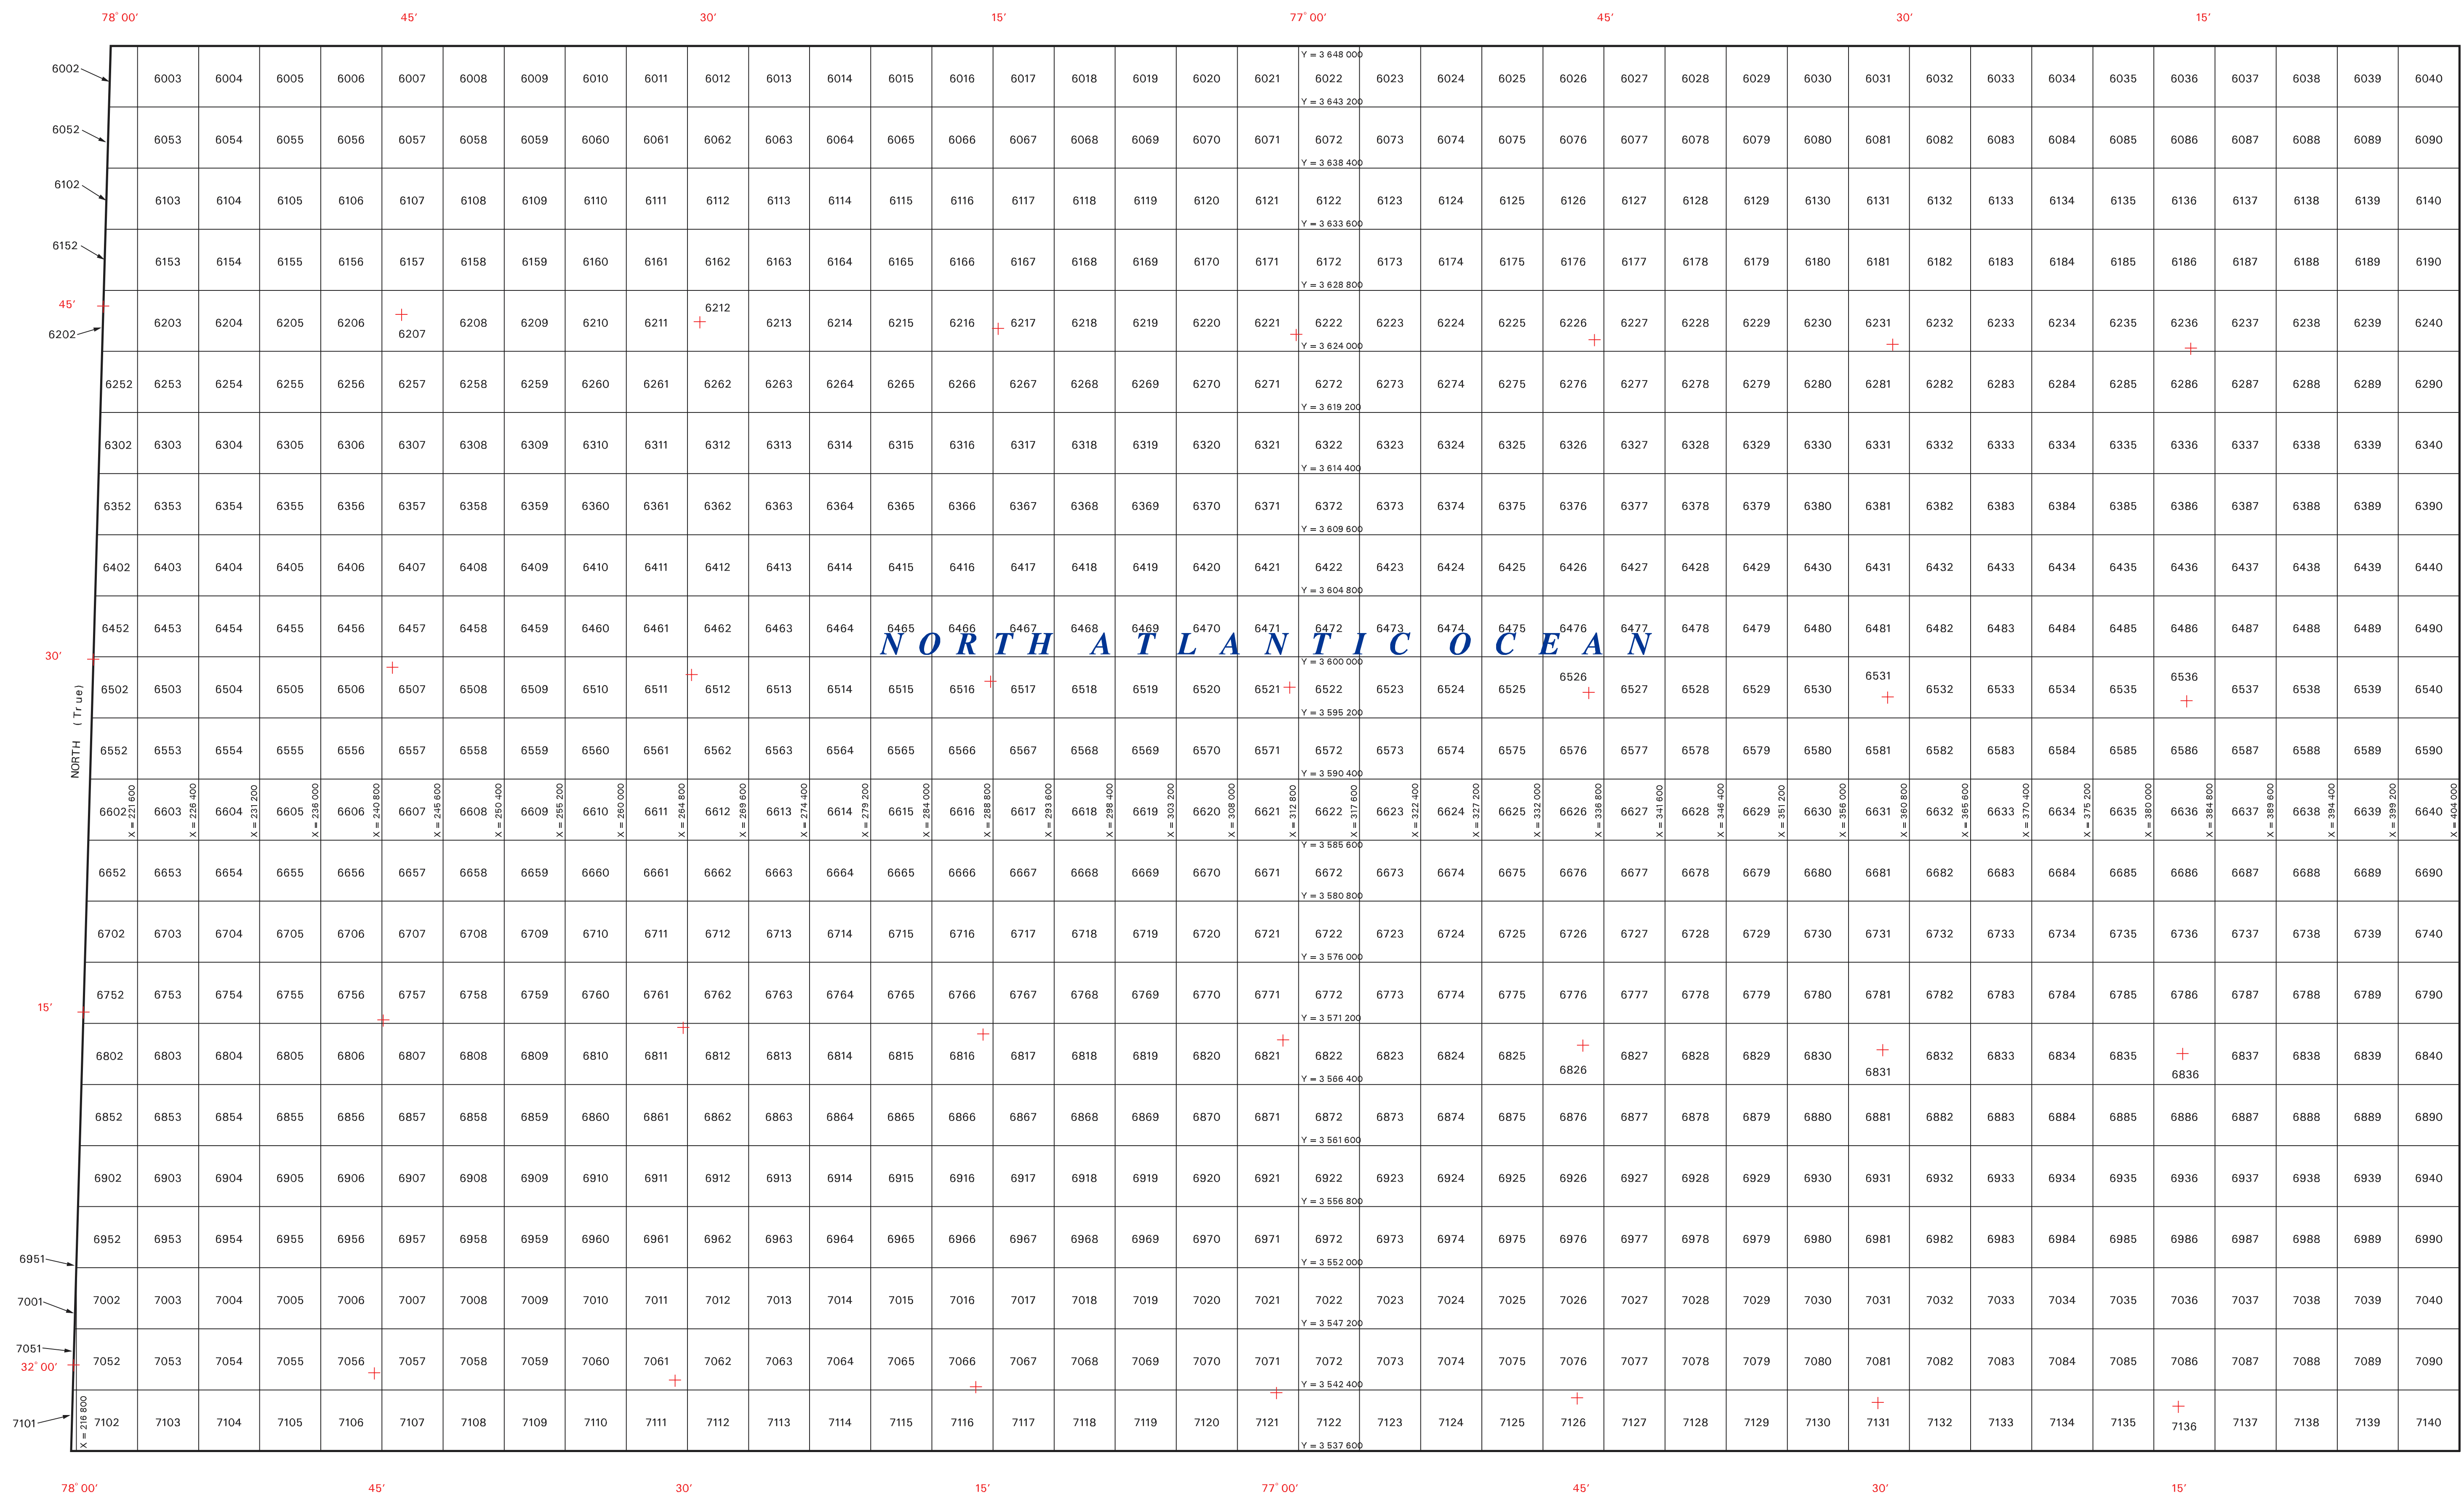 78°00' 45' 30' 15' 77°00' 45' 30' 15'
Y = 3 648 000
6002 6003 6004 6005 6006 6007 6008 6009 6010 6011 6012 6013 6014 6015 6016 6017 6018 6019 6020 6021 6022 6023 6024 6025 6026 6027 6028 6029 6030 6031 6032 6033 6034 6035 6036 6037 6038 6039 6040
Y = 3 643 200
6052 6053 6054 6055 6056 6057 6058 6059 6060 6061 6062 6063 6064 6065 6066 6067 6068 6069 6070 6071 6072 6073 6074 6075 6076 6077 6078 6079 6080 6081 6082 6083 6084 6085 6086 6087 6088 6089 6090
Y = 3 638 400
6102 6103 6104 6105 6106 6107 6108 6109 6110 6111 6112 6113 6114 6115 6116 6117 6118 6119 6120 6121 6122 6123 6124 6125 6126 6127 6128 6129 6130 6131 6132 6133 6134 6135 6136 6137 6138 6139 6140
Y = 3 633 600
6152 6153 6154 6155 6156 6157 6158 6159 6160 6161 6162 6163 6164 6165 6166 6167 6168 6169 6170 6171 6172 6173 6174 6175 6176 6177 6178 6179 6180 6181 6182 6183 6184 6185 6186 6187 6188 6189 6190
Y = 3 628 800
45'
6202 6203 6204 6205 6206 6207 6208 6209 6210 6211 6212 6213 6214 6215 6216 6217 6218 6219 6220 6221 6222 6223 6224 6225 6226 6227 6228 6229 6230 6231 6232 6233 6234 6235 6236 6237 6238 6239 6240
Y = 3 624 000
6252 6253 6254 6255 6256 6257 6258 6259 6260 6261 6262 6263 6264 6265 6266 6267 6268 6269 6270 6271 6272 6273 6274 6275 6276 6277 6278 6279 6280 6281 6282 6283 6284 6285 6286 6287 6288 6289 6290
Y = 3 619 200
6302 6303 6304 6305 6306 6307 6308 6309 6310 6311 6312 6313 6314 6315 6316 6317 6318 6319 6320 6321 6322 6323 6324 6325 6326 6327 6328 6329 6330 6331 6332 6333 6334 6335 6336 6337 6338 6339 6340
Y = 3 614 400
6352 6353 6354 6355 6356 6357 6358 6359 6360 6361 6362 6363 6364 6365 6366 6367 6368 6369 6370 6371 6372 6373 6374 6375 6376 6377 6378 6379 6380 6381 6382 6383 6384 6385 6386 6387 6388 6389 6390
Y = 3 609 600
6402 6403 6404 6405 6406 6407 6408 6409 6410 6411 6412 6413 6414 6415 6416 6417 6418 6419 6420 6421 6422 6423 6424 6425 6426 6427 6428 6429 6430 6431 6432 6433 6434 6435 6436 6437 6438 6439 6440
Y = 3 604 800
6452 6453 6454 6455 6456 6457 6458 6459 6460 6461 6462 6463 6464 6465 6466 6467 6468 6469 6470 6471 6472 6473 6474 6475 6476 6477 6478 6479 6480 6481 6482 6483 6484 6485 6486 6487 6488 6489 6490
NORTH ATLANTIC OCEAN
30'
Y = 3 600 000
6502 6503 6504 6505 6506 6507 6508 6509 6510 6511 6512 6513 6514 6515 6516 6517 6518 6519 6520 6521 6522 6523 6524 6525 6526 6527 6528 6529 6530 6531 6532 6533 6534 6535 6536 6537 6538 6539 6540
Y = 3 595 200
NORTH (True)
6552 6553 6554 6555 6556 6557 6558 6559 6560 6561 6562 6563 6564 6565 6566 6567 6568 6569 6570 6571 6572 6573 6574 6575 6576 6577 6578 6579 6580 6581 6582 6583 6584 6585 6586 6587 6588 6589 6590
Y = 3 590 400
6602 6603 6604 6605 6606 6607 6608 6609 6610 6611 6612 6613 6614 6615 6616 6617 6618 6619 6620 6621 6622 6623 6624 6625 6626 6627 6628 6629 6630 6631 6632 6633 6634 6635 6636 6637 6638 6639 6640
X = 221 600
X = 226 400
X = 231 200
X = 236 000
X = 240 800
X = 245 600
X = 250 400
X = 255 200
X = 260 000
X = 264 800
X = 269 600
X = 274 400
X = 279 200
X = 284 000
X = 288 800
X = 293 600
X = 298 400
X = 303 200
X = 308 000
X = 312 800
X = 317 600
X = 322 400
X = 327 200
X = 332 000
X = 336 800
X = 341 600
X = 346 400
X = 351 200
X = 356 000
X = 360 800
X = 365 600
X = 370 400
X = 375 200
X = 380 000
X = 384 800
X = 389 600
X = 394 400
X = 399 200
X = 404 000
Y = 3 585 600
6652 6653 6654 6655 6656 6657 6658 6659 6660 6661 6662 6663 6664 6665 6666 6667 6668 6669 6670 6671 6672 6673 6674 6675 6676 6677 6678 6679 6680 6681 6682 6683 6684 6685 6686 6687 6688 6689 6690
Y = 3 580 800
6702 6703 6704 6705 6706 6707 6708 6709 6710 6711 6712 6713 6714 6715 6716 6717 6718 6719 6720 6721 6722 6723 6724 6725 6726 6727 6728 6729 6730 6731 6732 6733 6734 6735 6736 6737 6738 6739 6740
Y = 3 576 000
6752 6753 6754 6755 6756 6757 6758 6759 6760 6761 6762 6763 6764 6765 6766 6767 6768 6769 6770 6771 6772 6773 6774 6775 6776 6777 6778 6779 6780 6781 6782 6783 6784 6785 6786 6787 6788 6789 6790
15'
Y = 3 571 200
6802 6803 6804 6805 6806 6807 6808 6809 6810 6811 6812 6813 6814 6815 6816 6817 6818 6819 6820 6821 6822 6823 6824 6825 6826 6827 6828 6829 6830 6831 6832 6833 6834 6835 6836 6837 6838 6839 6840
Y = 3 566 400
6852 6853 6854 6855 6856 6857 6858 6859 6860 6861 6862 6863 6864 6865 6866 6867 6868 6869 6870 6871 6872 6873 6874 6875 6876 6877 6878 6879 6880 6881 6882 6883 6884 6885 6886 6887 6888 6889 6890
Y = 3 561 600
6902 6903 6904 6905 6906 6907 6908 6909 6910 6911 6912 6913 6914 6915 6916 6917 6918 6919 6920 6921 6922 6923 6924 6925 6926 6927 6928 6929 6930 6931 6932 6933 6934 6935 6936 6937 6938 6939 6940
Y = 3 556 800
6952 6953 6954 6955 6956 6957 6958 6959 6960 6961 6962 6963 6964 6965 6966 6967 6968 6969 6970 6971 6972 6973 6974 6975 6976 6977 6978 6979 6980 6981 6982 6983 6984 6985 6986 6987 6988 6989 6990
6951
Y = 3 552 000
7001 7002 7003 7004 7005 7006 7007 7008 7009 7010 7011 7012 7013 7014 7015 7016 7017 7018 7019 7020 7021 7022 7023 7024 7025 7026 7027 7028 7029 7030 7031 7032 7033 7034 7035 7036 7037 7038 7039 7040
Y = 3 547 200
7051 7052 7053 7054 7055 7056 7057 7058 7059 7060 7061 7062 7063 7064 7065 7066 7067 7068 7069 7070 7071 7072 7073 7074 7075 7076 7077 7078 7079 7080 7081 7082 7083 7084 7085 7086 7087 7088 7089 7090
32°00'
Y = 3 542 400
7101 7102 7103 7104 7105 7106 7107 7108 7109 7110 7111 7112 7113 7114 7115 7116 7117 7118 7119 7120 7121 7122 7123 7124 7125 7126 7127 7128 7129 7130 7131 7132 7133 7134 7135 7136 7137 7138 7139 7140
X = 216 800
Y = 3 537 600
78°00' 45' 30' 15' 77°00' 45' 30' 15'